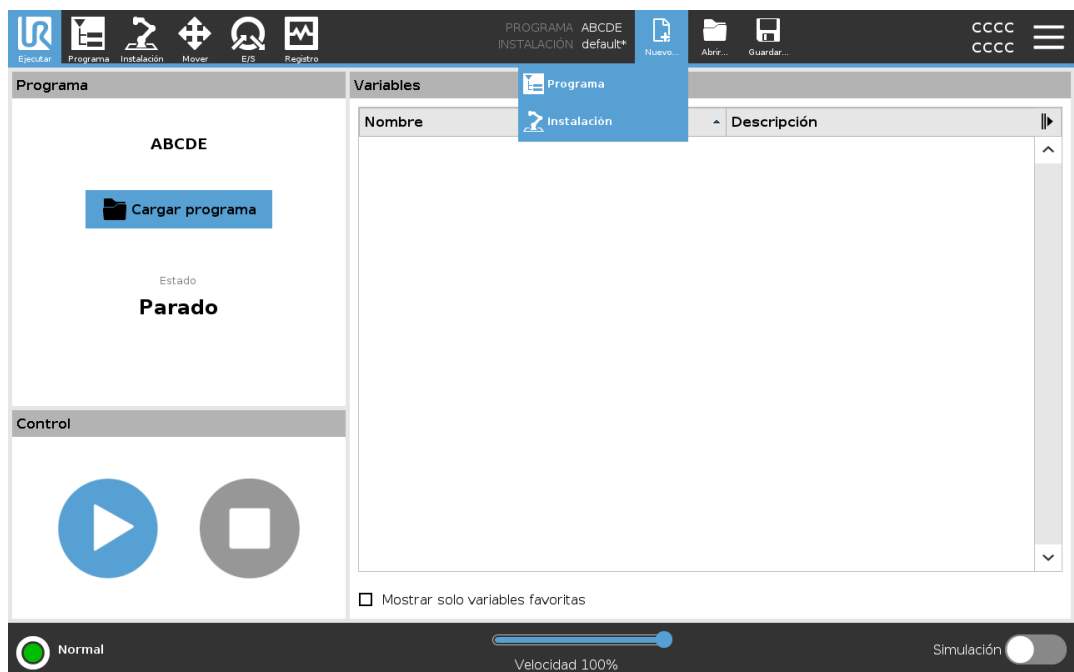 UR
Ejecutar
Programa
Instalación
Mover
E/S
Registro
PROGRAMA ABCDE
INSTALACIÓN default*
Nuevo...
Abrir...
Guardar...
CCCC
CCCC
Programa
Instalación
Programa
ABCDE
Cargar programa
Estado
Parado
Control
Variables
Nombre
Descripción
Mostrar solo variables favoritas
Normal
Velocidad 100%
Simulación